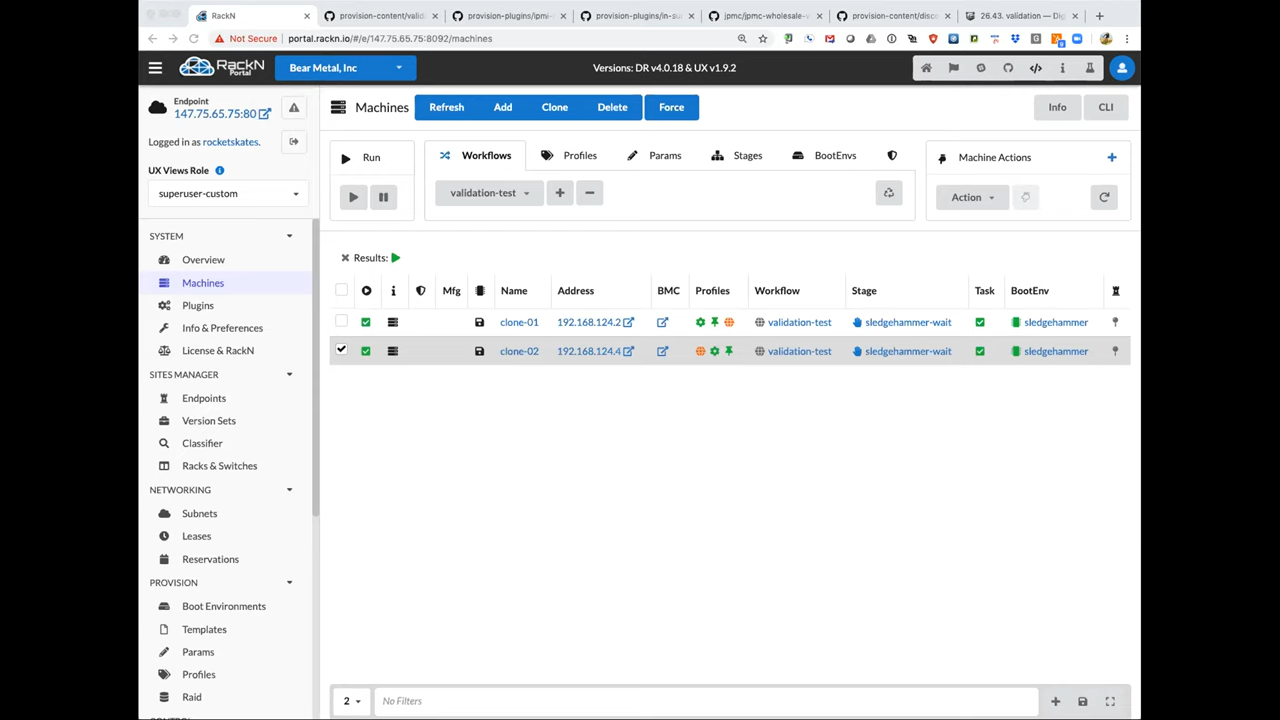 RackN
provision-content/valid
provision-plugins/ipmi-
provision-plugins/in-su
jpmc/jpmc-wholesale-v
provision-content/disco
26.43. validation — Dig
Not Secure
portal.rackn.io/#/e/147.75.65.75:8092/machines
RackN
Portal
Bear Metal, Inc
Versions: DR v4.0.18 & UX v1.9.2
Endpoint
147.75.65.75:80
Logged in as rocketskates.
UX Views Role
superuser-custom
SYSTEM
Overview
Machines
Plugins
Info & Preferences
License & RackN
SITES MANAGER
Endpoints
Version Sets
Classifier
Racks & Switches
NETWORKING
Subnets
Leases
Reservations
PROVISION
Boot Environments
Templates
Params
Profiles
Raid
Machines
Refresh
Add
Clone
Delete
Force
Info
CLI
Run
Workflows
Profiles
Params
Stages
BootEnvs
Machine Actions
validation-test
Action
Results:
Mfg Name Address BMC Profiles Workflow Stage Task BootEnv
clone-01 192.168.124.2 validation-test sledgehammer-wait sledgehammer
clone-02 192.168.124.4 validation-test sledgehammer-wait sledgehammer
2
No Filters